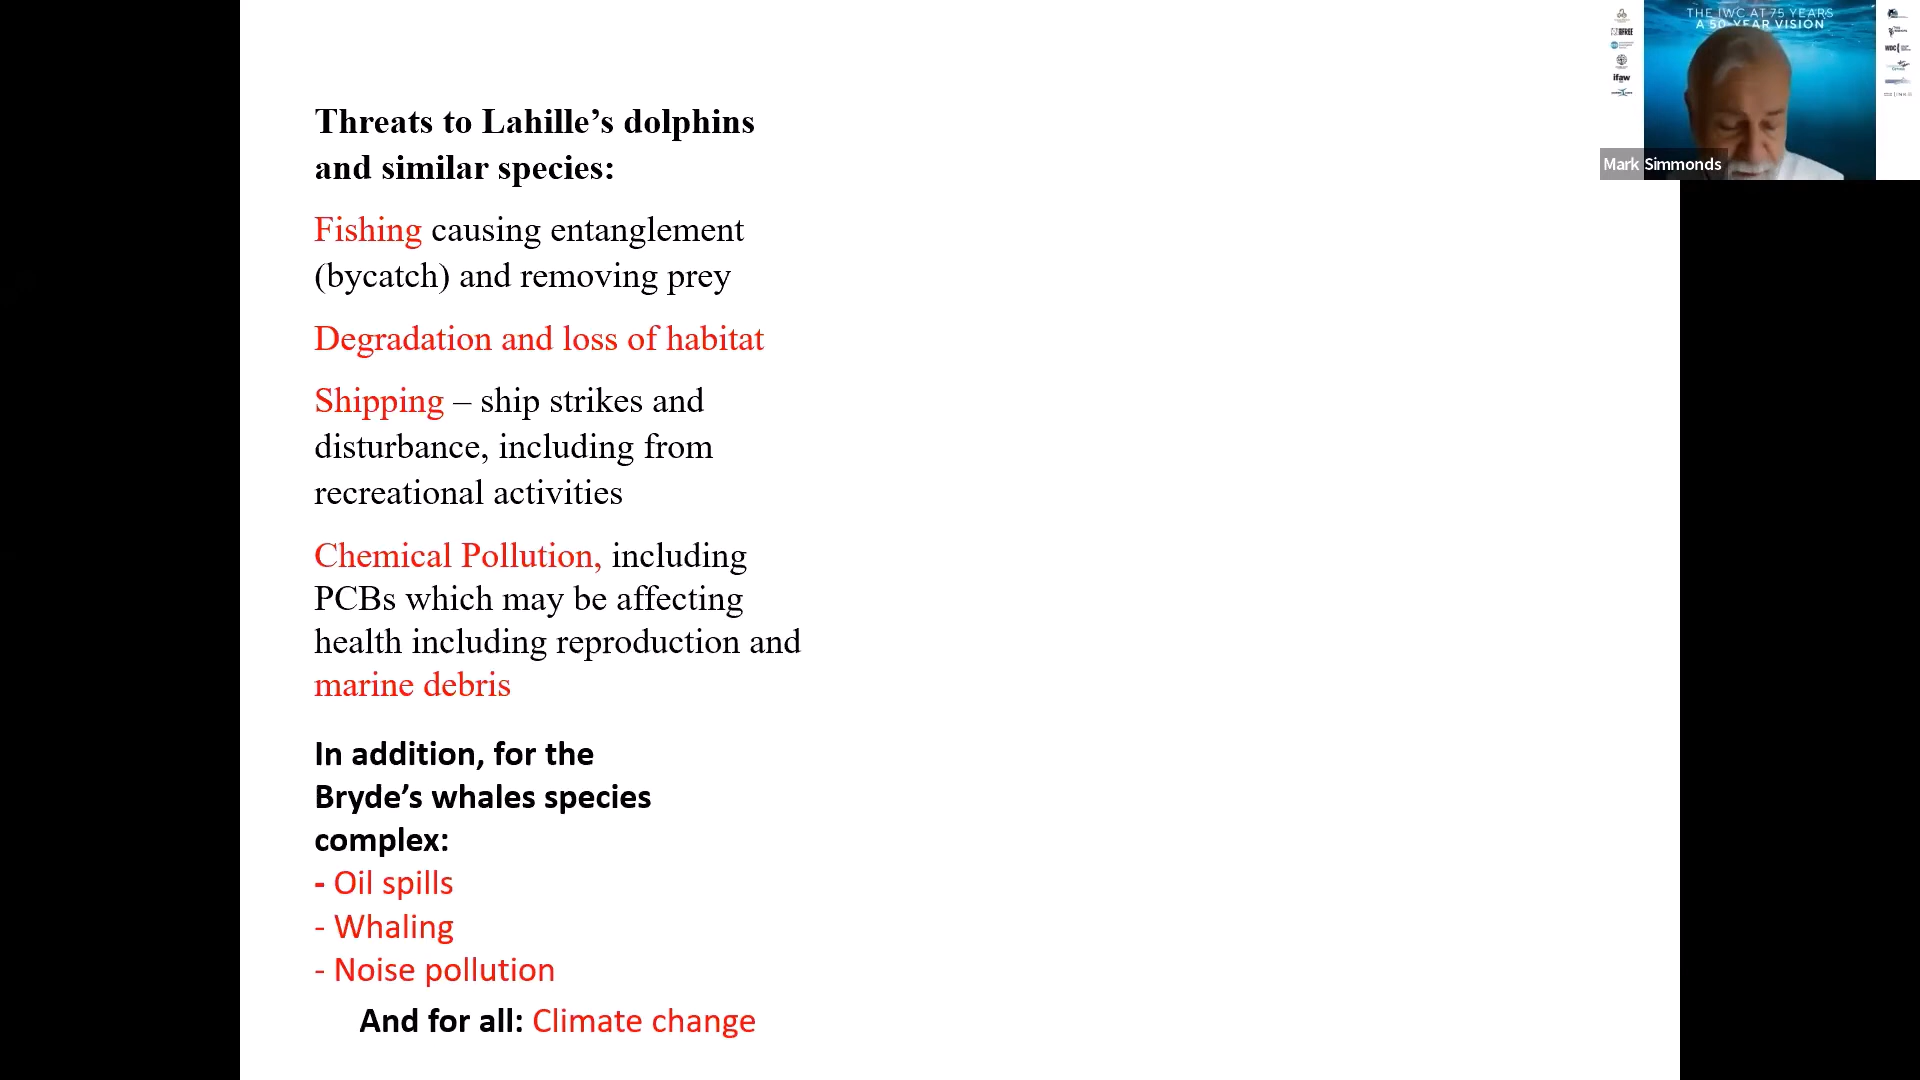 Threats to Lahille’s dolphins
and similar species:
Fishing causing entanglement
(bycatch) and removing prey
Degradation and loss of habitat
Shipping – ship strikes and
disturbance, including from
recreational activities
Chemical Pollution, including
PCBs which may be affecting
health including reproduction and
marine debris
In addition, for the
Bryde’s whales species
complex:
- Oil spills
- Whaling
- Noise pollution
And for all: Climate change
THE IWC AT 75 YEARS
A 50-YEAR VISION
ifaw
WDC
Mark Simmonds